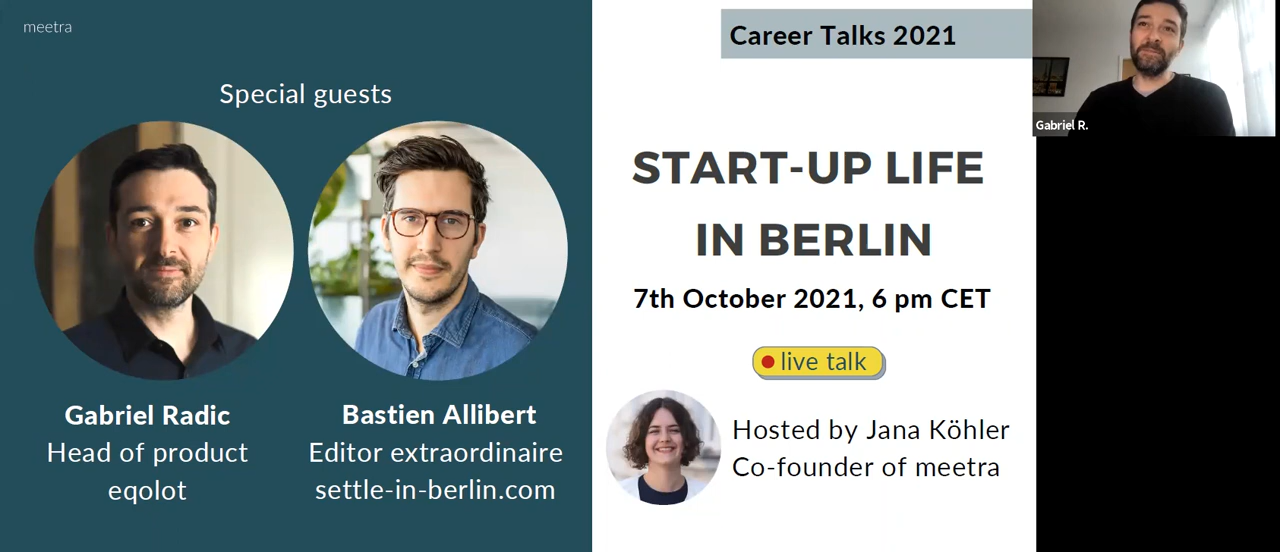 meetra
Special guests
Gabriel Radic
Head of product
eqolot
Bastien Allibert
Editor extraordinaire
settle-in-berlin.com
Career Talks 2021
START-UP LIFE
IN BERLIN
7th October 2021, 6 pm CET
live talk
Hosted by Jana Köhler
Co-founder of meetra
Gabriel R.